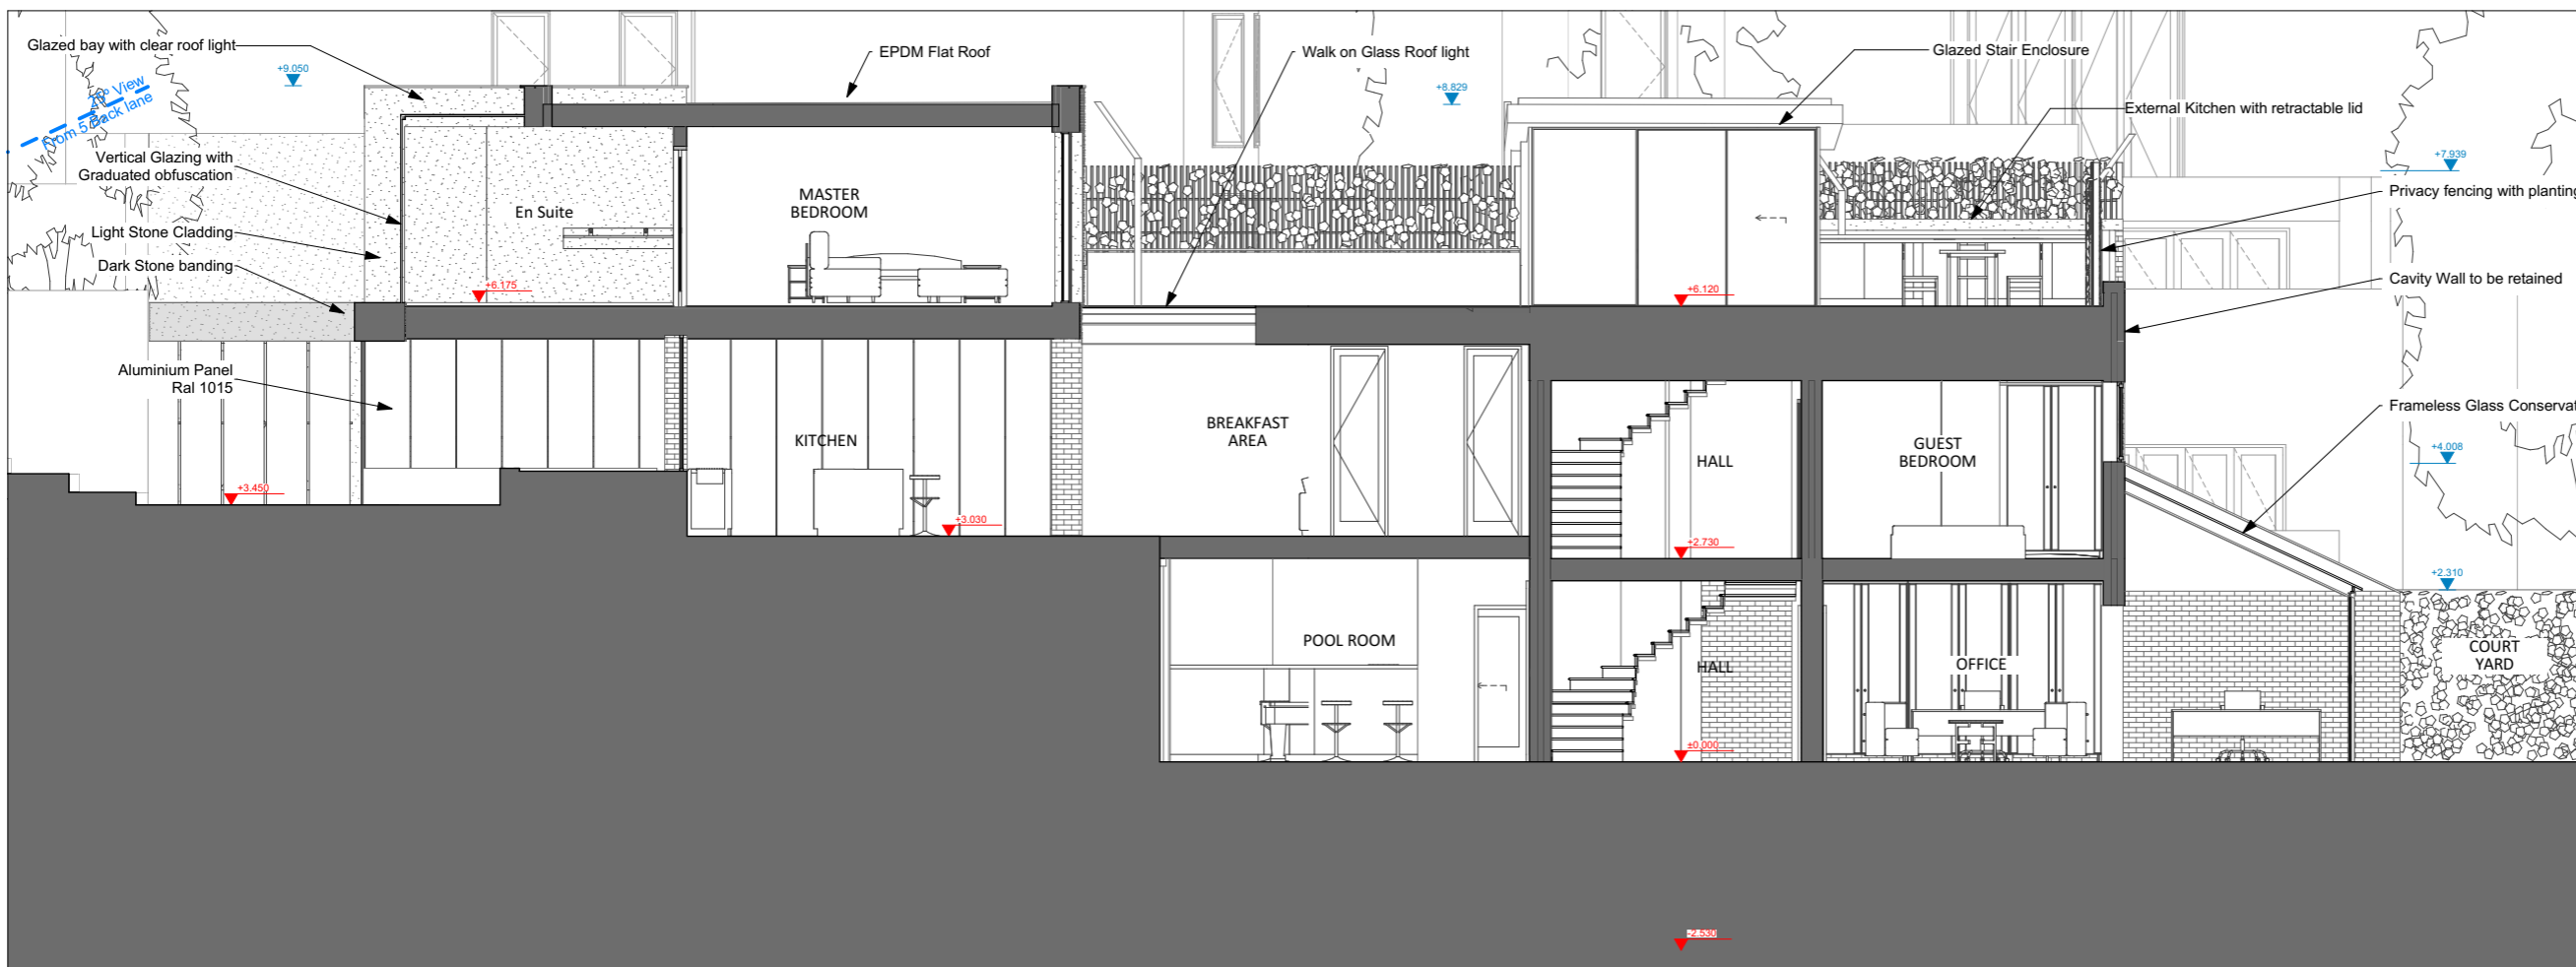 Glazed bay with clear roof light
EPDM Flat Roof
Walk on Glass Roof light
Glazed Stair Enclosure
+9.050
+8.829
View
From 5 Back lane
External Kitchen with retractable lid
Vertical Glazing with
Graduated obfuscation
+7.939
Privacy fencing with planting
MASTER
BEDROOM
En Suite
Light Stone Cladding
Dark Stone banding
+6.175
+6.120
Cavity Wall to be retained
Aluminium Panel
Ral 1015
Frameless Glass Conservat
KITCHEN
BREAKFAST
AREA
HALL
GUEST
BEDROOM
+4.008
+3.450
+3.030
+2.730
+2.310
POOL ROOM
HALL
OFFICE
COURT
YARD
±0.000
-2.530